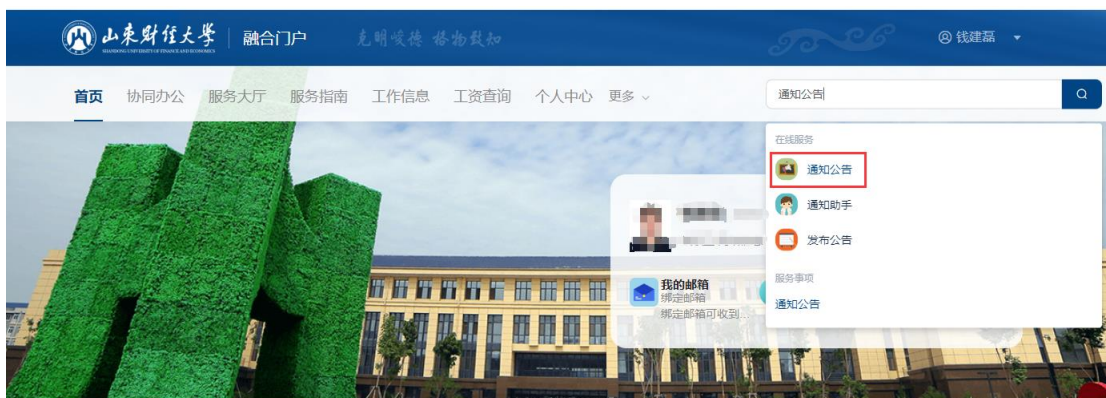 山东财经大学
SHANDONG UNIVERSITY OF FINANCE AND ECONOMICS
融合门户
克明峻德 格物致知
钱建磊
首页 协同办公 服务大厅 服务指南 工作信息 工资查询 个人中心 更多
通知公告
在线服务
通知公告
通知助手
发布公告
服务事项
通知公告
我的邮箱
绑定邮箱
绑定邮箱可收到...